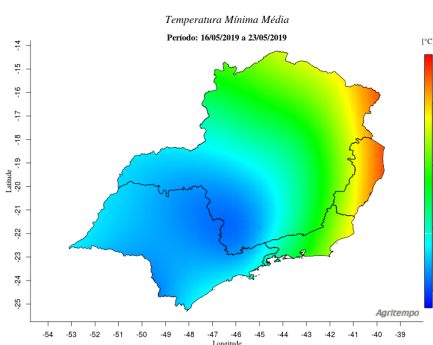 Temperatura Mínima Média
Período: 16/05/2019 a 23/05/2019
[°C
-14
-15
-16
-17
-18
-19
-20
-21
-22
-23
-24
-25
Latitude
Agritempo
-54 -53 -52 -51 -50 -49 -48 -47 -46 -45 -44 -43 -42 -41 -40 -39
Longitude